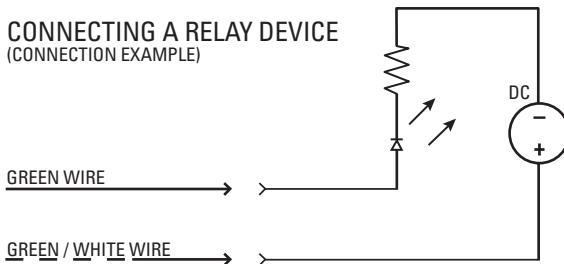 CONNECTING A RELAY DEVICE
(CONNECTION EXAMPLE)
DC
–
+
GREEN WIRE
GREEN / WHITE WIRE